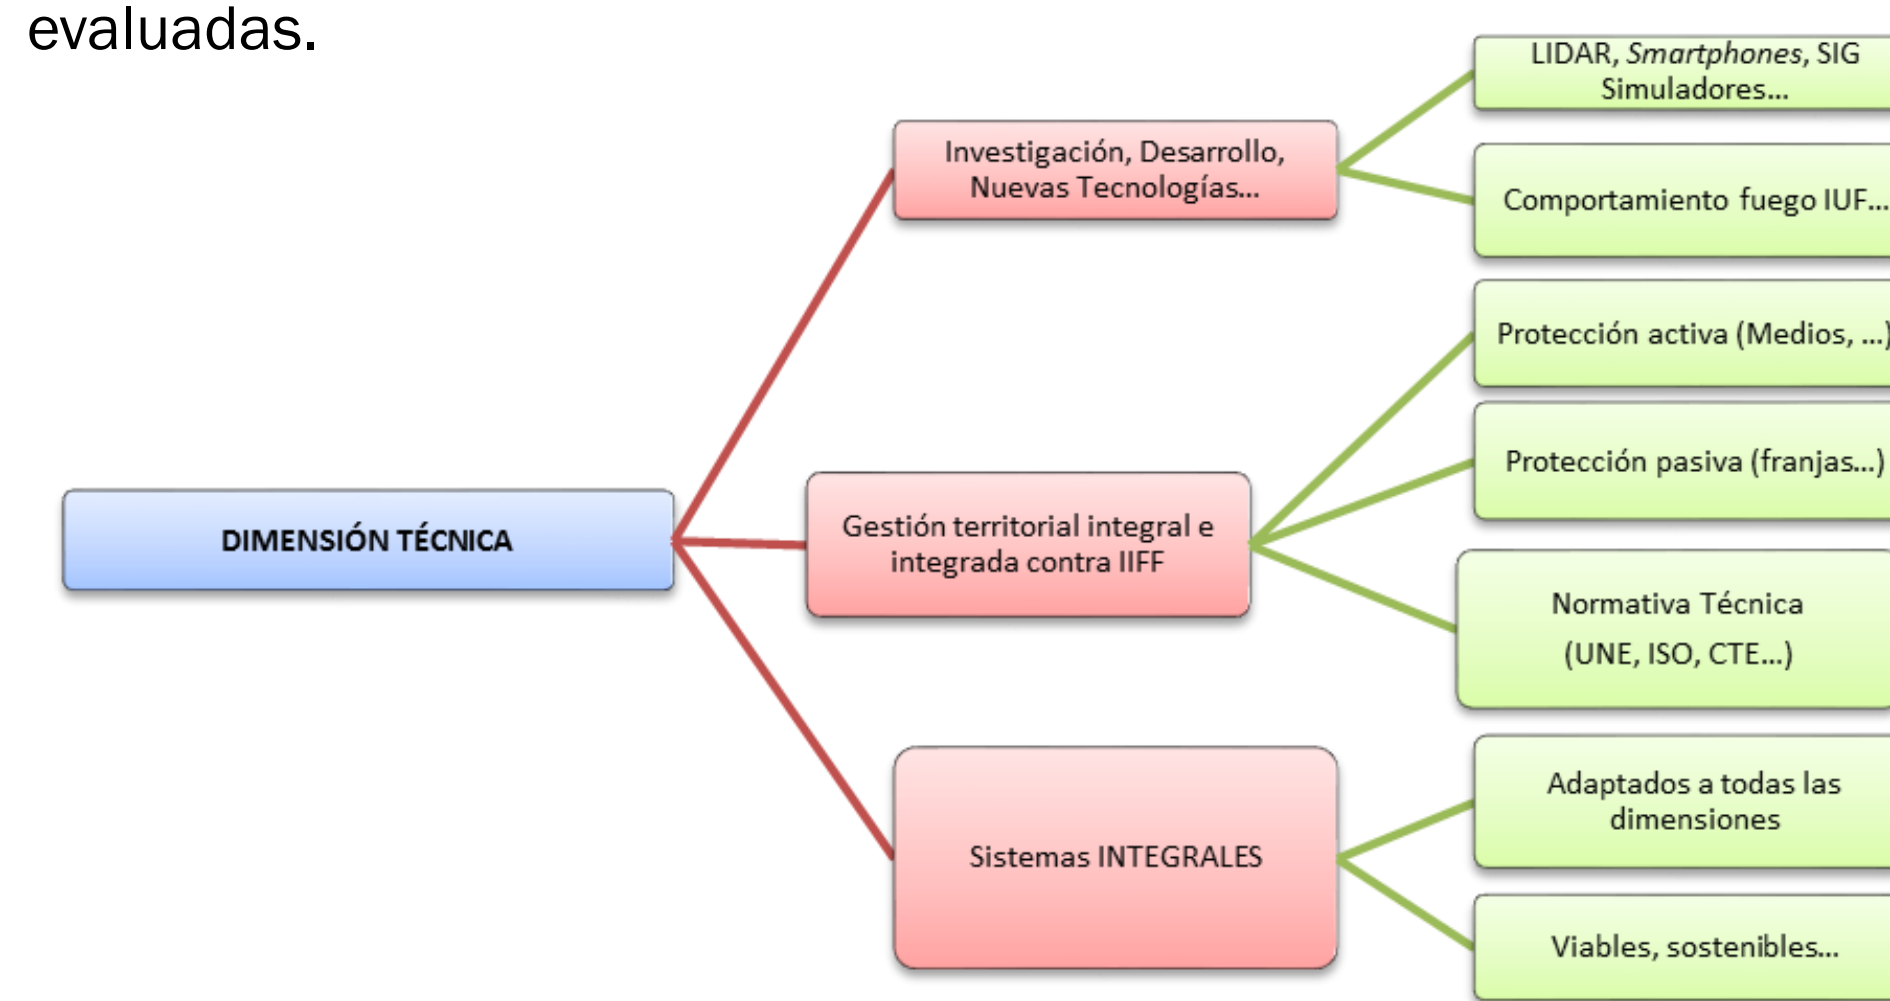 evaluadas.
LIDAR, Smartphones, SIG
Simuladores...
Investigación, Desarrollo,
Nuevas Tecnologías...
Comportamiento fuego IUF...
Protección activa (Medios, ...)
Protección pasiva (franjas...)
DIMENSIÓN TÉCNICA
Gestión territorial integral e
integrada contra IIFF
Normativa Técnica
(UNE, ISO, CTE...)
Adaptados a todas las
dimensiones
Sistemas INTEGRALES
Viables, sostenibles...